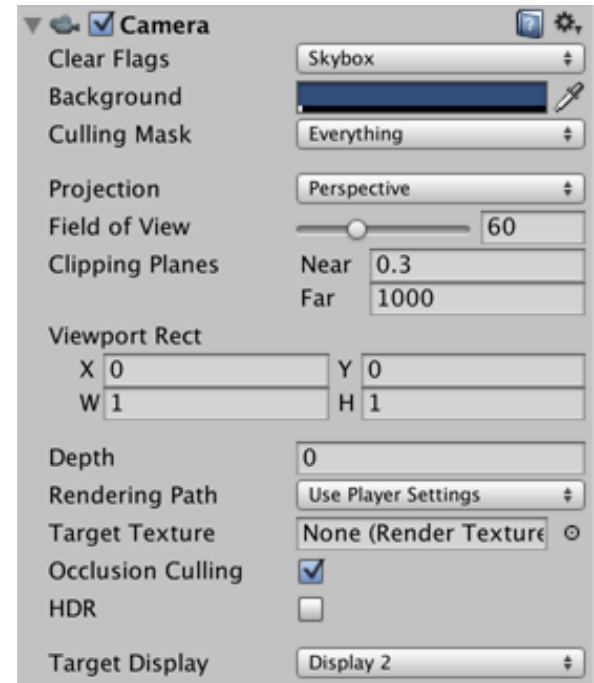 Camera
Clear Flags Skybox
Background
Culling Mask Everything
Projection Perspective
Field of View 60
Clipping Planes Near 0.3
Far 1000
Viewport Rect
X 0 Y 0
W 1 H 1
Depth 0
Rendering Path Use Player Settings
Target Texture None (Render Texture
Occlusion Culling
HDR
Target Display Display 2